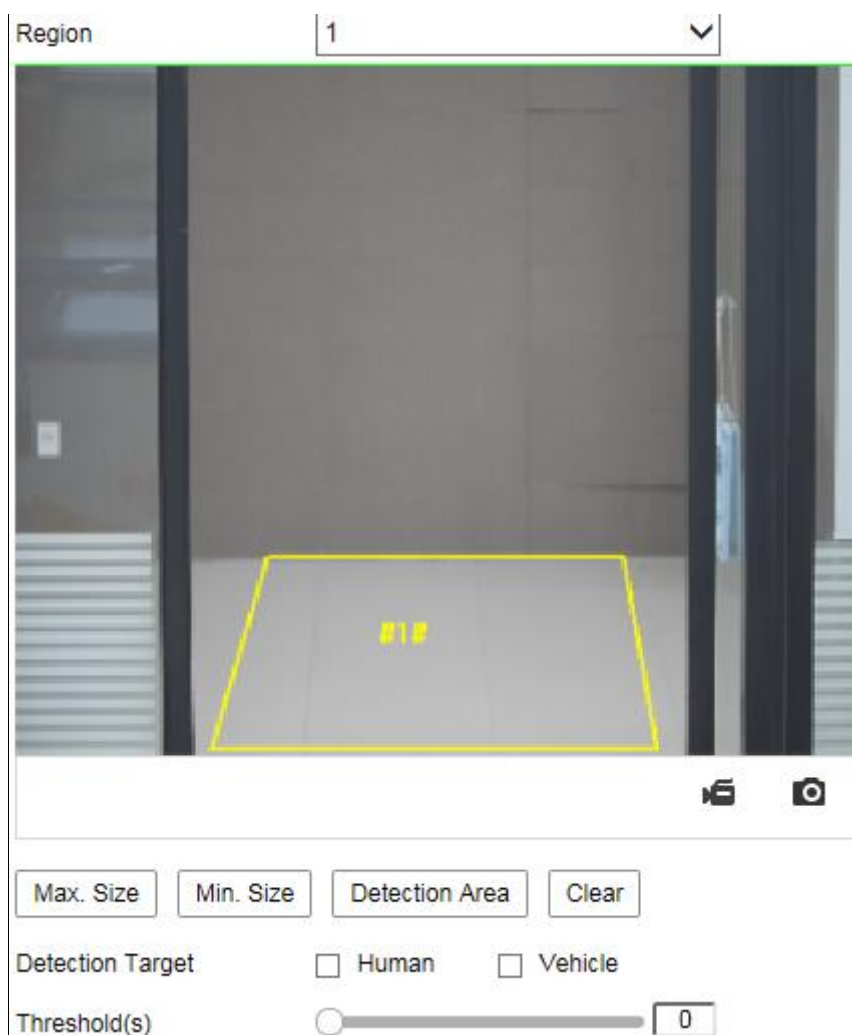 Region 1
#1#
Max. Size Min. Size Detection Area Clear
Detection Target Human Vehicle
Threshold(s) 0